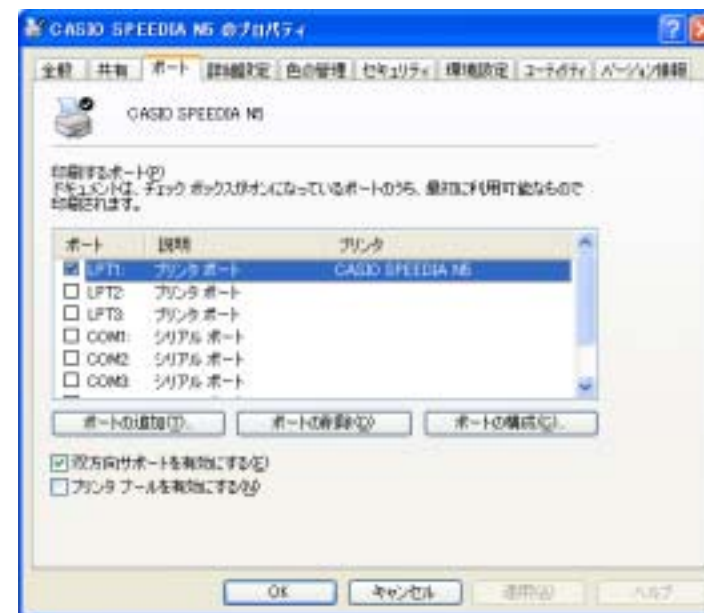 CASIO SPEEDIA N5 のプロパティ
全般 共有 ポート 詳細設定 色の管理 セキュリティ 環境設定 ユーティリティ バージョン情報
CASIO SPEEDIA N5
印刷するポート(P)
ドキュメントは、チェック ボックスがオンになっているポートのうち、最初に利用可能なもので
印刷されます。
ポート 説明 プリンタ
LPT1: プリンタ ポート CASIO SPEEDIA N5
LPT2: プリンタ ポート
LPT3: プリンタ ポート
COM1: シリアル ポート
COM2: シリアル ポート
COM3: シリアル ポート
ポートの追加(T)... ポートの削除(D) ポートの構成(C)...
双方向サポートを有効にする(E)
プリンタ プールを有効にする(N)
OK キャンセル 適用(A) ヘルプ